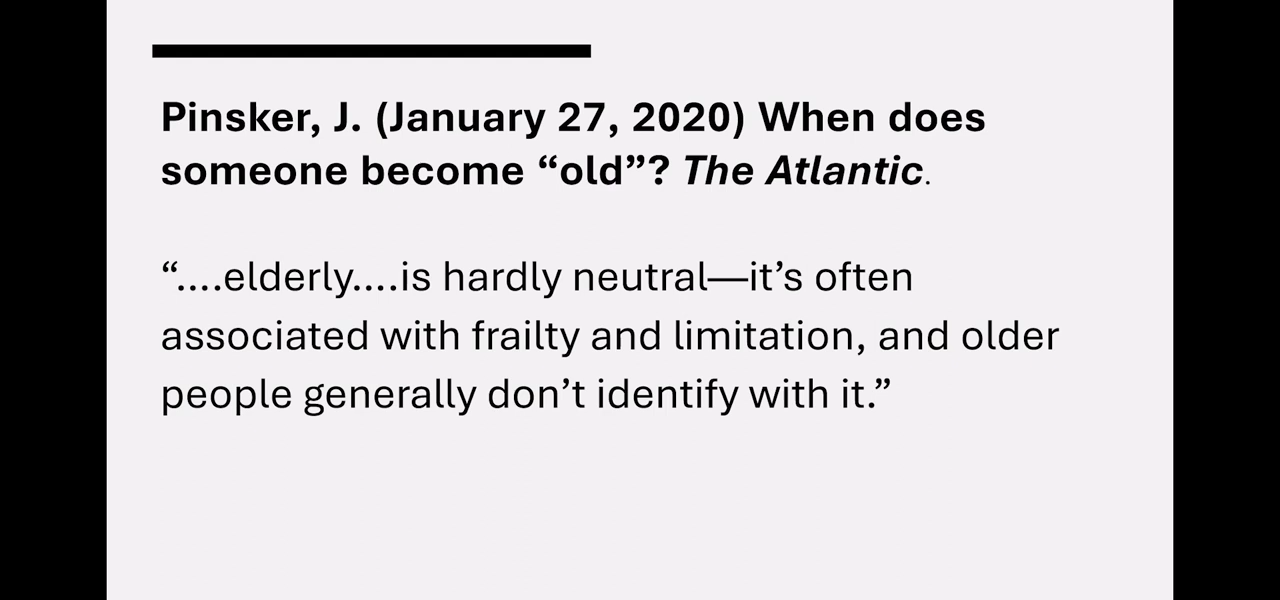 Pinsker, J. (January 27, 2020) When does
someone become “old”? The Atlantic.
“....elderly....is hardly neutral—it’s often
associated with frailty and limitation, and older
people generally don’t identify with it.”